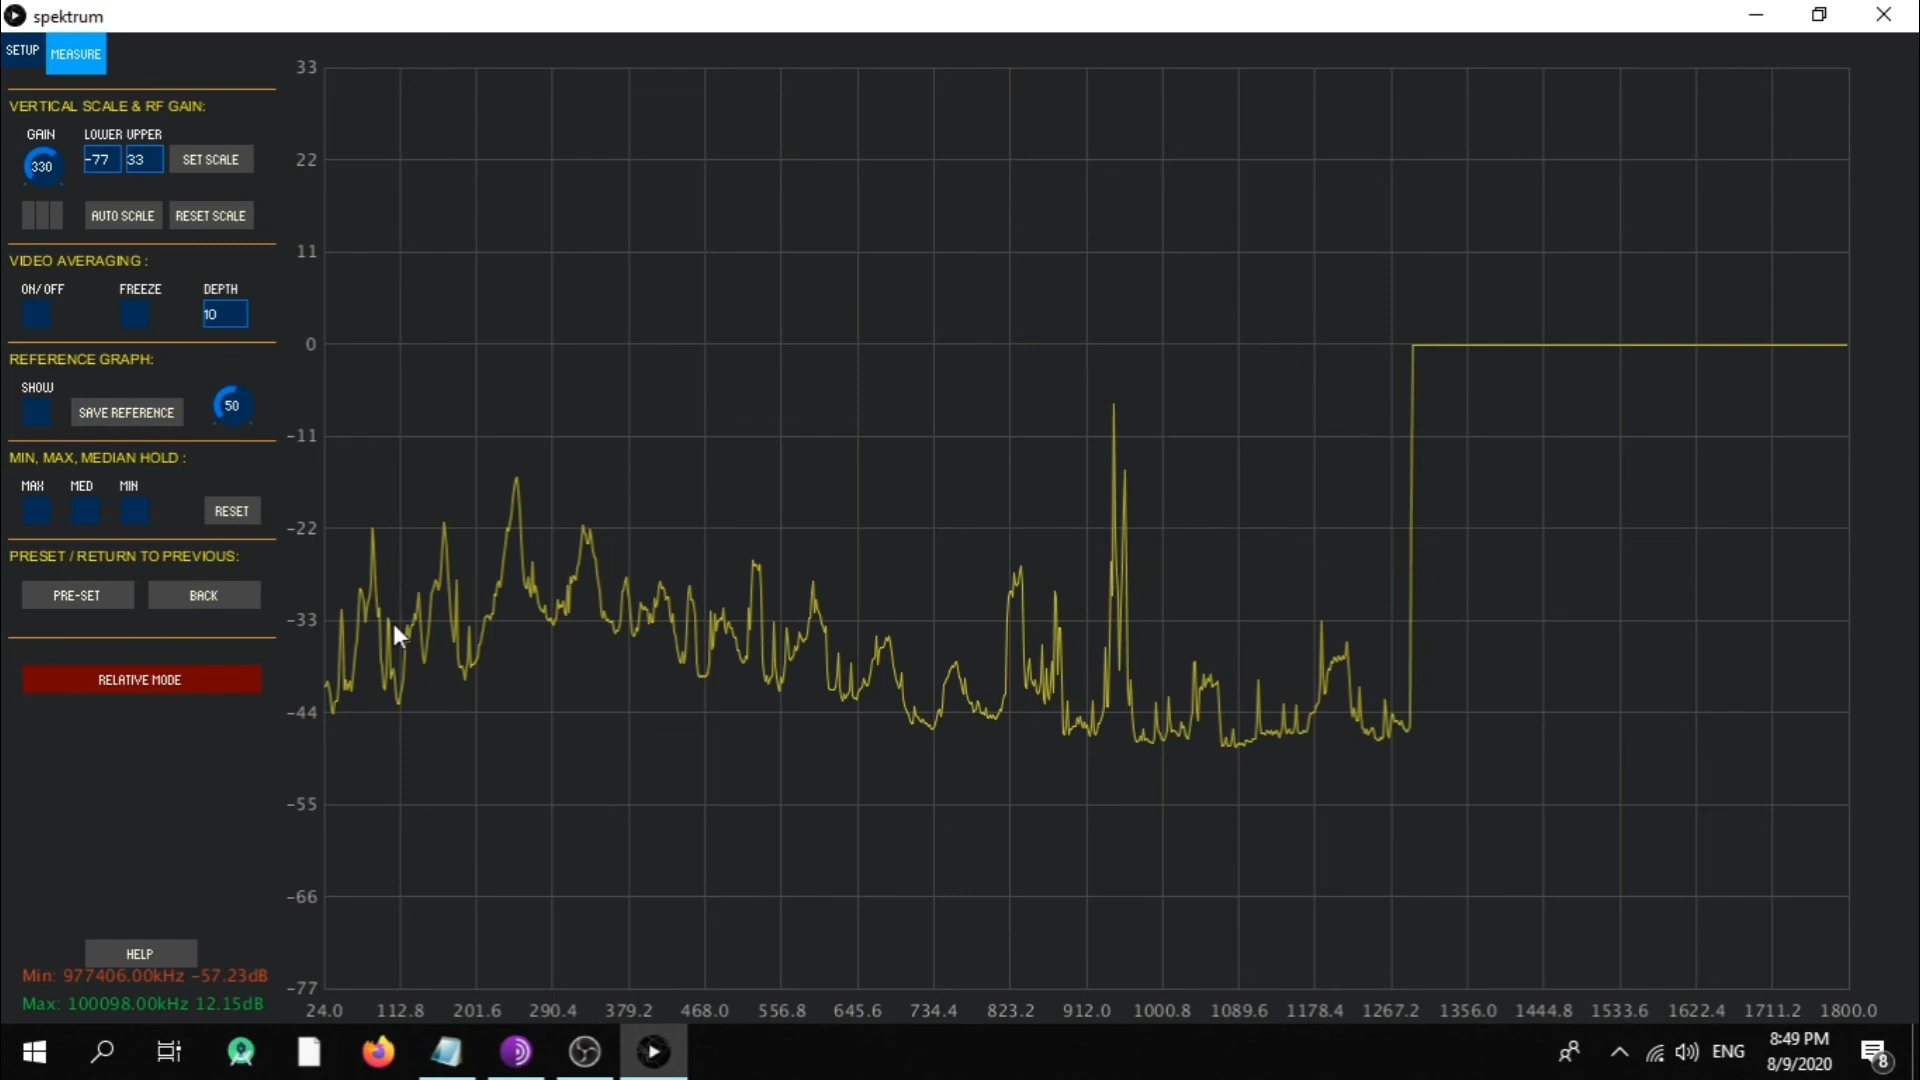 spektrum
SETUP MEASURE
VERTICAL SCALE & RF GAIN:
GAIN LOWER UPPER
330 -77 33 SET SCALE
AUTO SCALE RESET SCALE
VIDEO AVERAGING :
ON/OFF FREEZE DEPTH
10
REFERENCE GRAPH:
SHOW
SAVE REFERENCE 50
MIN, MAX, MEDIAN HOLD :
MAX MED MIN
RESET
PRESET / RETURN TO PREVIOUS:
PRE-SET BACK
RELATIVE MODE
HELP
Min: 977406.00kHz -57.23dB
Max: 100098.00kHz 12.15dB
33
22
11
0
-11
-22
-33
-44
-55
-66
-77
24.0 112.8 201.6 290.4 379.2 468.0 556.8 645.6 734.4 823.2 912.0 1000.8 1089.6 1178.4 1267.2 1356.0 1444.8 1533.6 1622.4 1711.2 1800.0
ENG
8:49 PM
8/9/2020
8